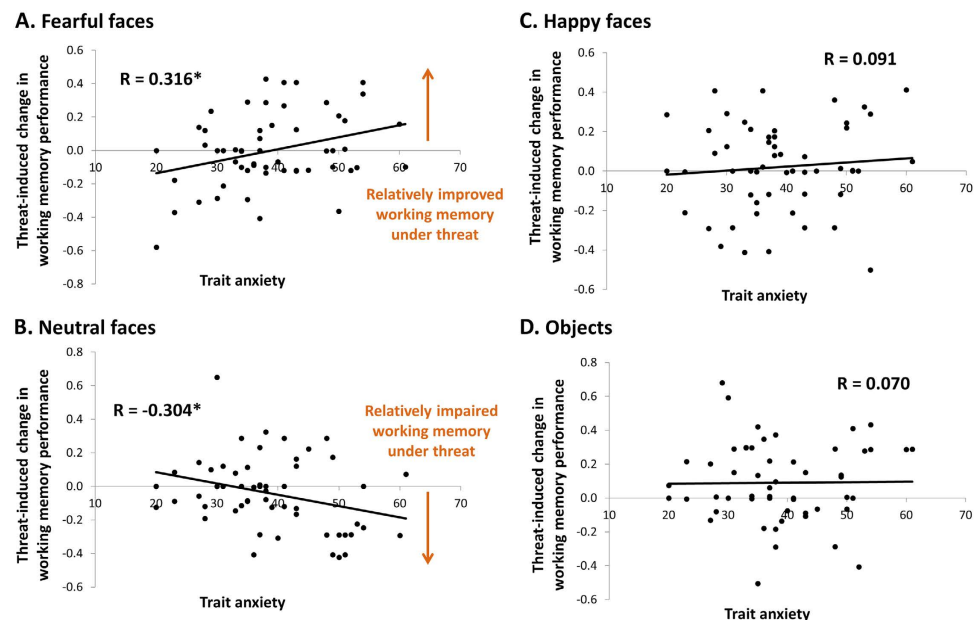 A. Fearful faces
Threat-induced change in
working memory performance
0.6
0.4
0.2
0.0
-0.2
-0.4
-0.6
-0.8
10
20
30
40
50
60
70
R = 0.316*
Relatively improved
working memory
under threat
Trait anxiety
B. Neutral faces
Threat-induced change in
working memory performance
0.8
0.6
0.4
0.2
0.0
-0.2
-0.4
-0.6
10
20
30
40
50
60
70
R = -0.304*
Relatively impaired
working memory
under threat
Trait anxiety
C. Happy faces
Threat-induced change in
working memory performance
0.6
0.4
0.2
0.0
-0.2
-0.4
-0.6
10
20
30
40
50
60
70
R = 0.091
Trait anxiety
D. Objects
Threat-induced change in
working memory performance
0.8
0.6
0.4
0.2
0.0
-0.2
-0.4
-0.6
10
20
30
40
50
60
70
R = 0.070
Trait anxiety